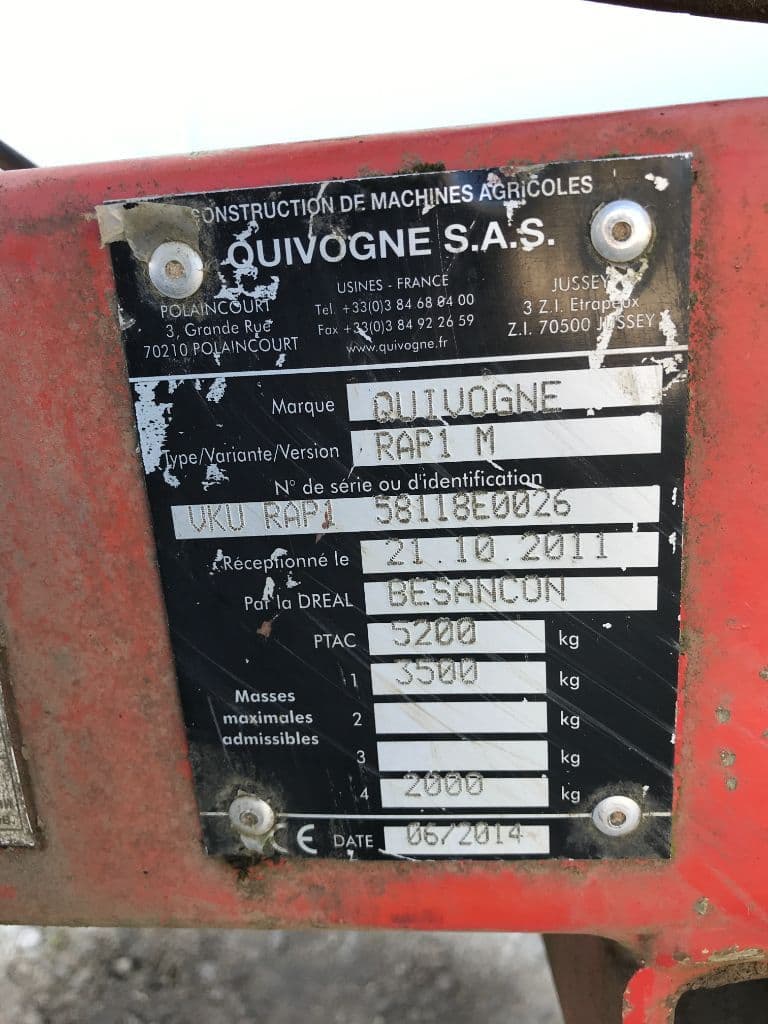 CONSTRUCTION DE MACHINES AGRICOLES
QUIVOGNE S.A.S.
POLAINCOURT
3, Grande Rue
70210 POLAINCOURT
USINES - FRANCE
Tel. +33(0)3 84 68 04 00
Fax +33(0)3 84 92 26 59
www.quivogne.fr
JUSSEY
3 Z.I. Etrapeux
Z.I. 70500 JUSSEY
Marque QUIVOGNE
Type/Variante/Version RAP1 M
N° de série ou d'identification
VKU RAP1 58118E0026
Réceptionné le 21.10.2011
Par la DREAL BESANCON
PTAC 5200 kg
Masses maximales admissibles
1 3500 kg
2 kg
3 kg
4 2000 kg
CE DATE 06/2014